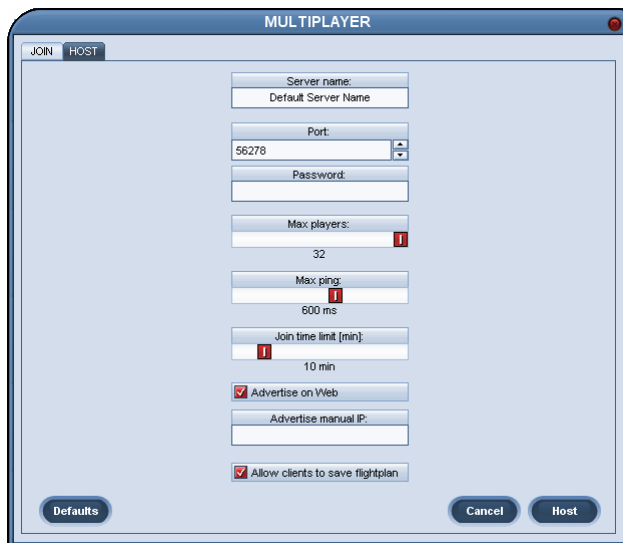 MULTIPLAYER
JOIN HOST
Server name:
Default Server Name
Port:
56278
Password:
Max players:
32
Max ping:
600 ms
Join time limit [min]:
10 min
Advertise on Web
Advertise manual IP:
Allow clients to save flightplan
Defaults Cancel Host